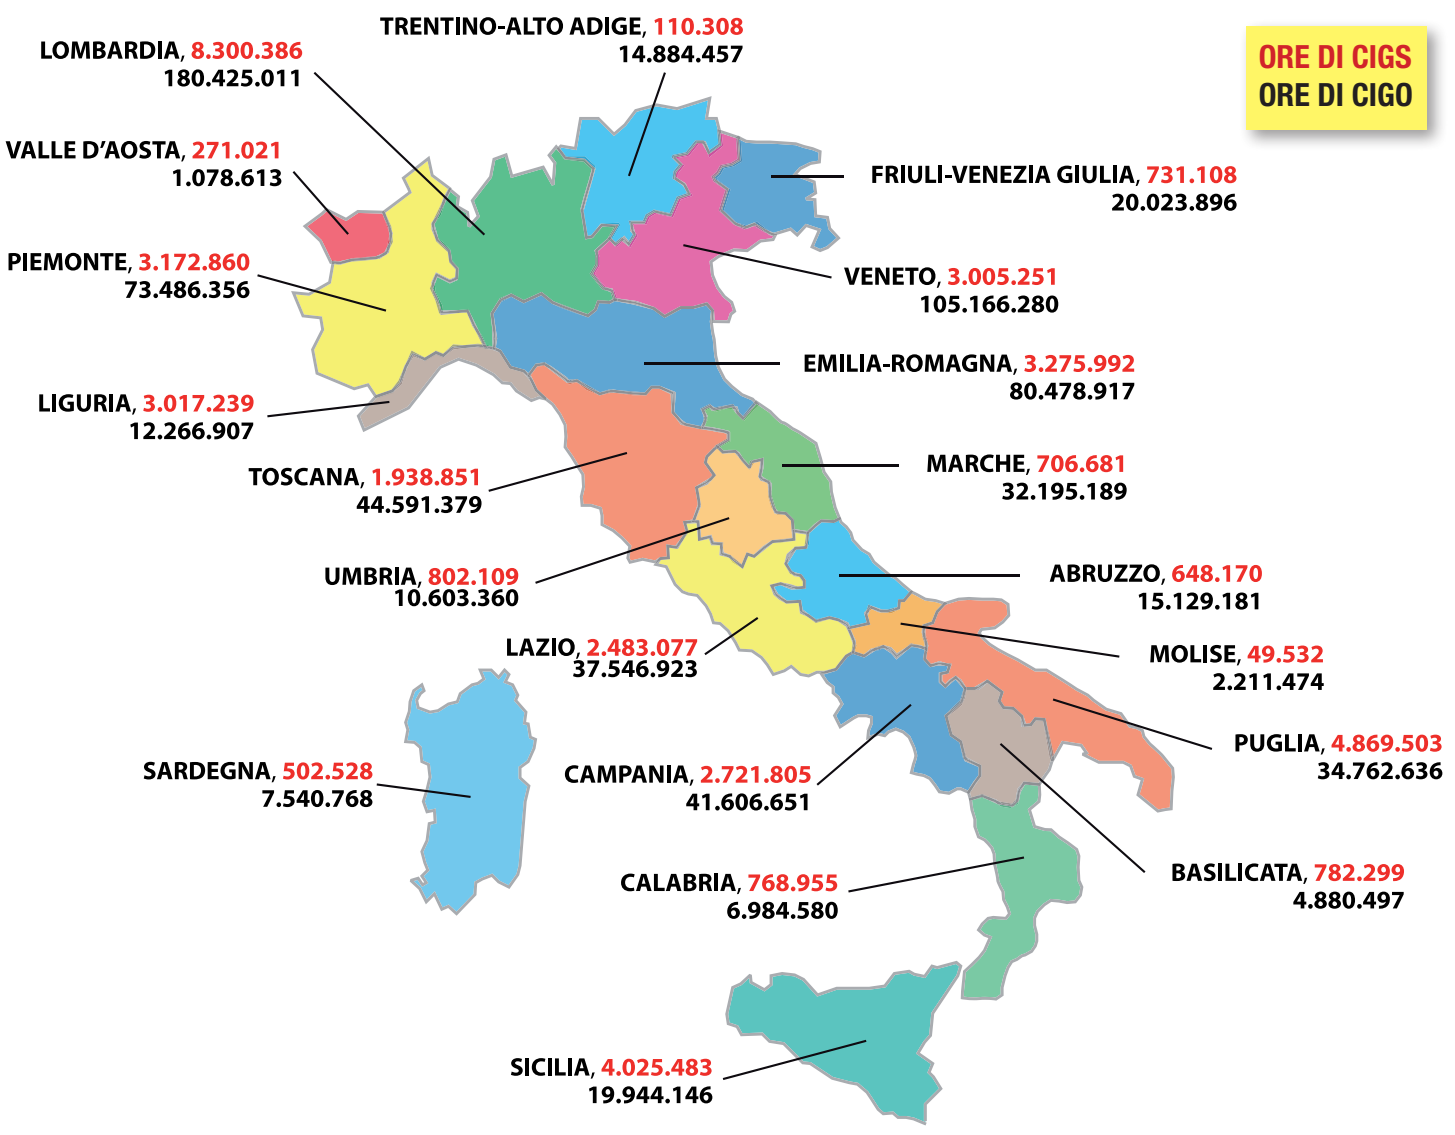 TRENTINO-ALTO ADIGE, 110.308
14.884.457
LOMBARDIA, 8.300.386
180.425.011
ORE DI CIGS
ORE DI CIGO
VALLE D'AOSTA, 271.021
1.078.613
FRIULI-VENEZIA GIULIA, 731.108
20.023.896
PIEMONTE, 3.172.860
73.486.356
VENETO, 3.005.251
105.166.280
EMILIA-ROMAGNA, 3.275.992
80.478.917
LIGURIA, 3.017.239
12.266.907
TOSCANA, 1.938.851
44.591.379
MARCHE, 706.681
32.195.189
UMBRIA, 802.109
10.603.360
ABRUZZO, 648.170
15.129.181
LAZIO, 2.483.077
37.546.923
MOLISE, 49.532
2.211.474
PUGLIA, 4.869.503
34.762.636
SARDEGNA, 502.528
7.540.768
CAMPANIA, 2.721.805
41.606.651
CALABRIA, 768.955
6.984.580
BASILICATA, 782.299
4.880.497
SICILIA, 4.025.483
19.944.146